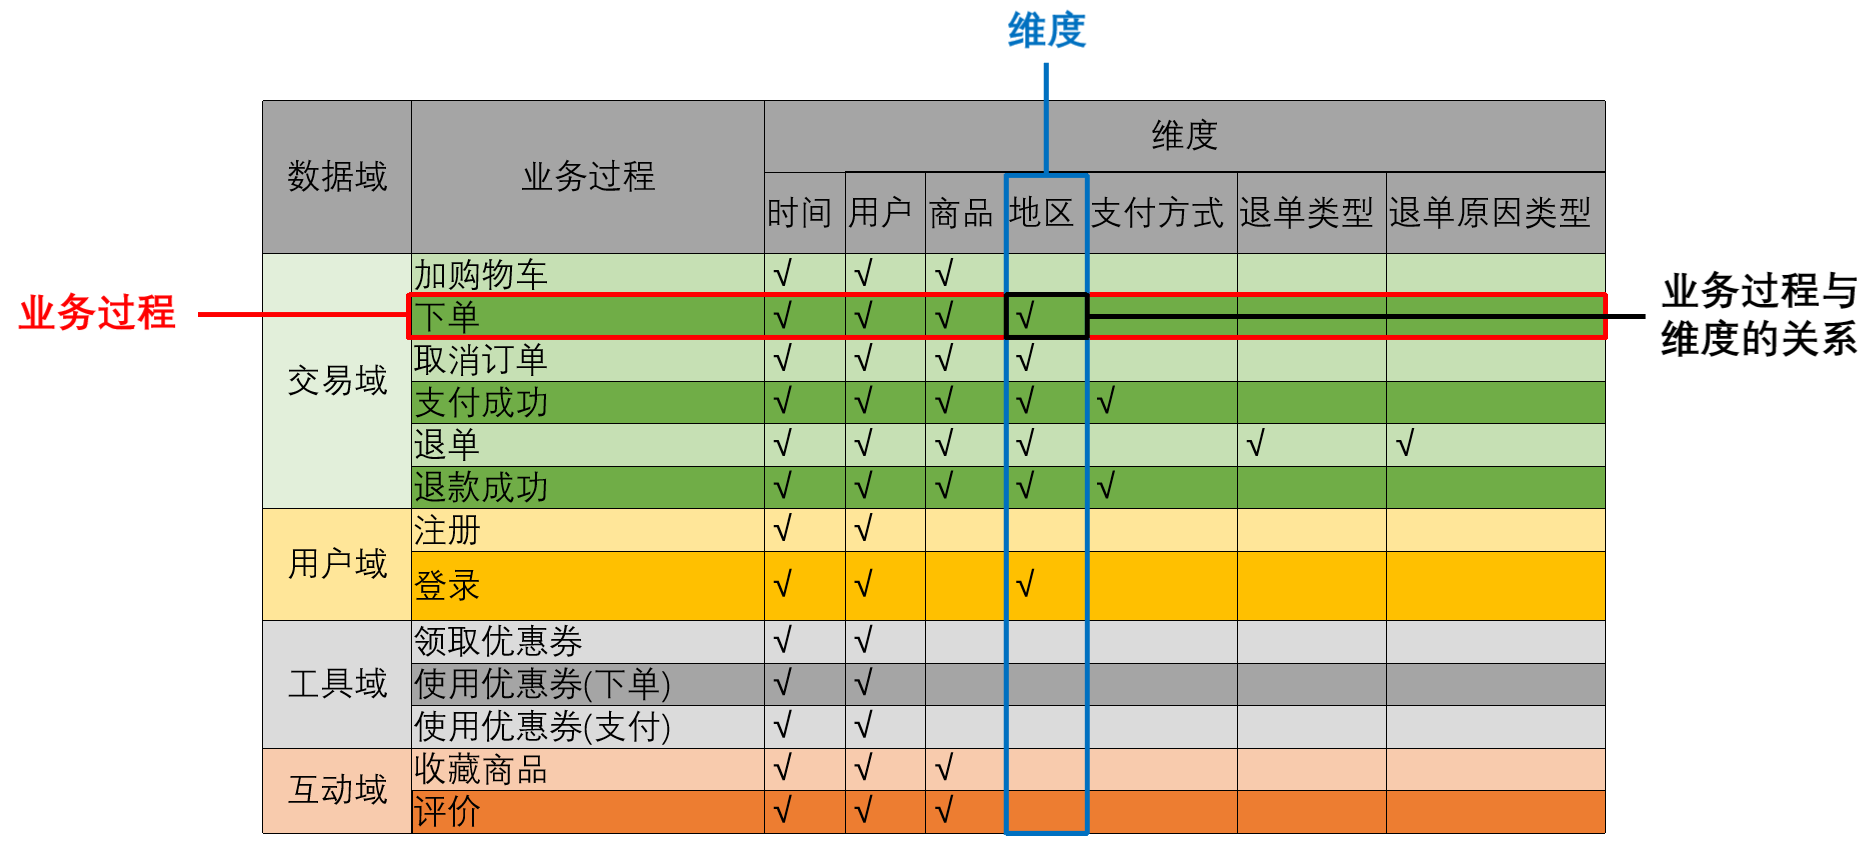 维度
数据域 业务过程 维度
时间 用户 商品 地区 支付方式 退单类型 退单原因类型
交易域
加购物车 √ √ √
业务过程
下单 √ √ √ √
业务过程与
维度的关系
取消订单 √ √ √ √
支付成功 √ √ √ √ √
退单 √ √ √ √ √ √
退款成功 √ √ √ √ √
用户域
注册 √ √
登录 √ √ √
工具域
领取优惠券 √ √
使用优惠券(下单) √ √
使用优惠券(支付) √ √
互动域
收藏商品 √ √ √
评价 √ √ √